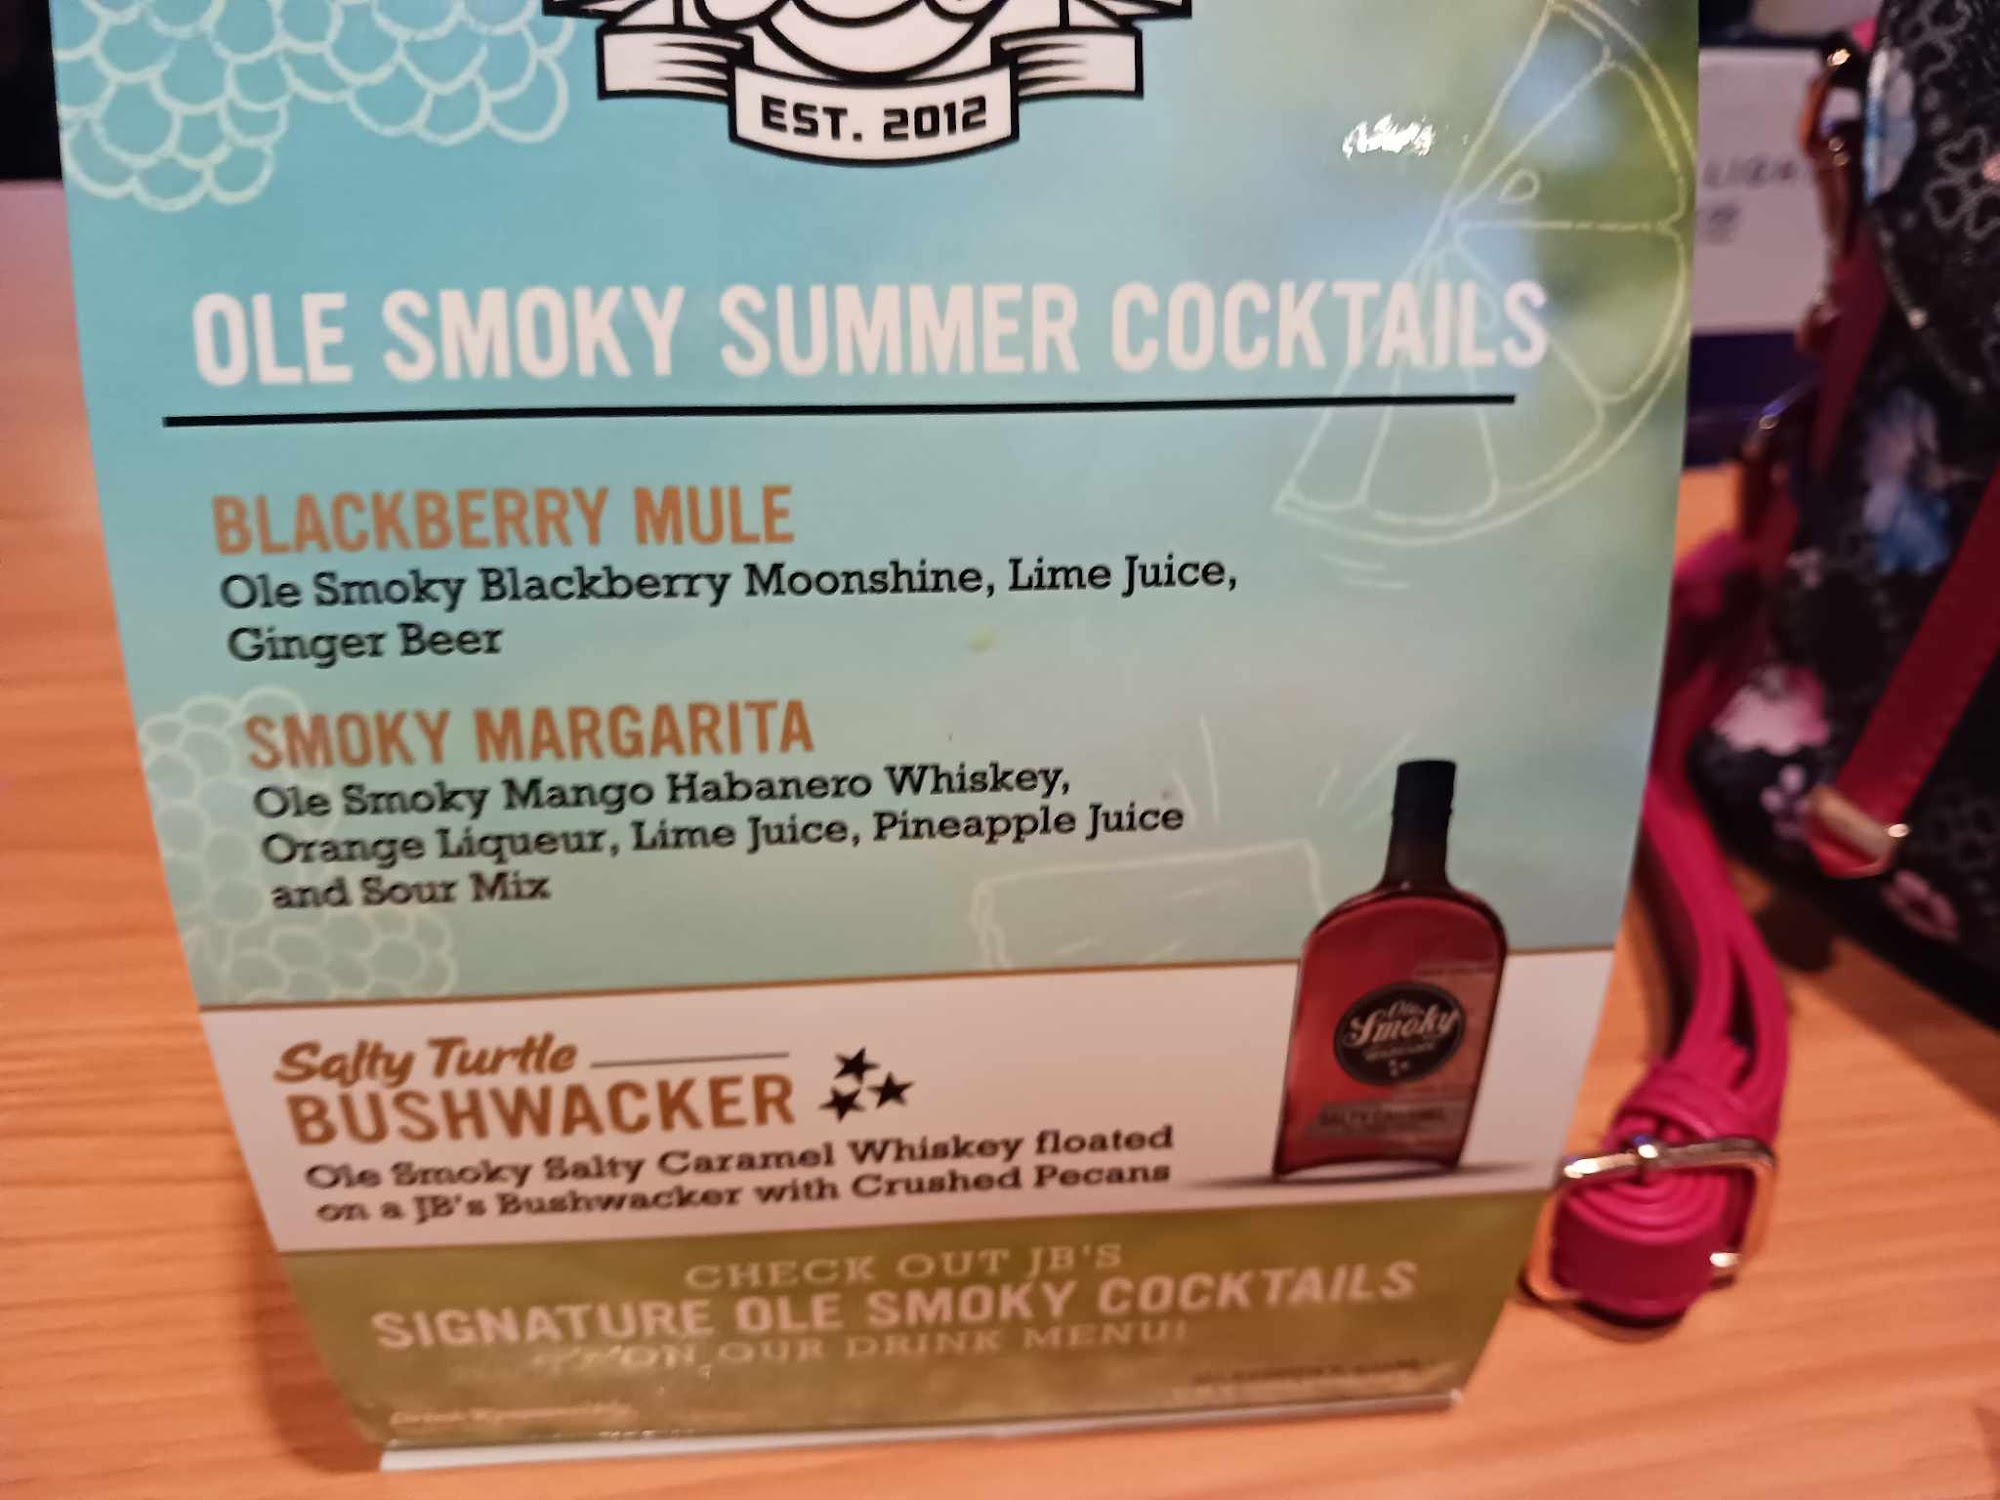 EST. 2012
OLE SMOKY SUMMER COCKTAILS
BLACKBERRY MULE
Ole Smoky Blackberry Moonshine, Lime Juice,
Ginger Beer
SMOKY MARGARITA
Ole Smoky Mango Habanero Whiskey,
Orange Liqueur, Lime Juice, Pineapple Juice
and Sour Mix
Salty Turtle
BUSHWACKER
Ole Smoky Salty Caramel Whiskey floated
on a JB's Bushwacker with Crushed Pecans
Ole
Smoky
SALTY CARAMEL
CHECK OUT JB'S
SIGNATURE OLE SMOKY COCKTAILS
ON OUR DRINK MENU!